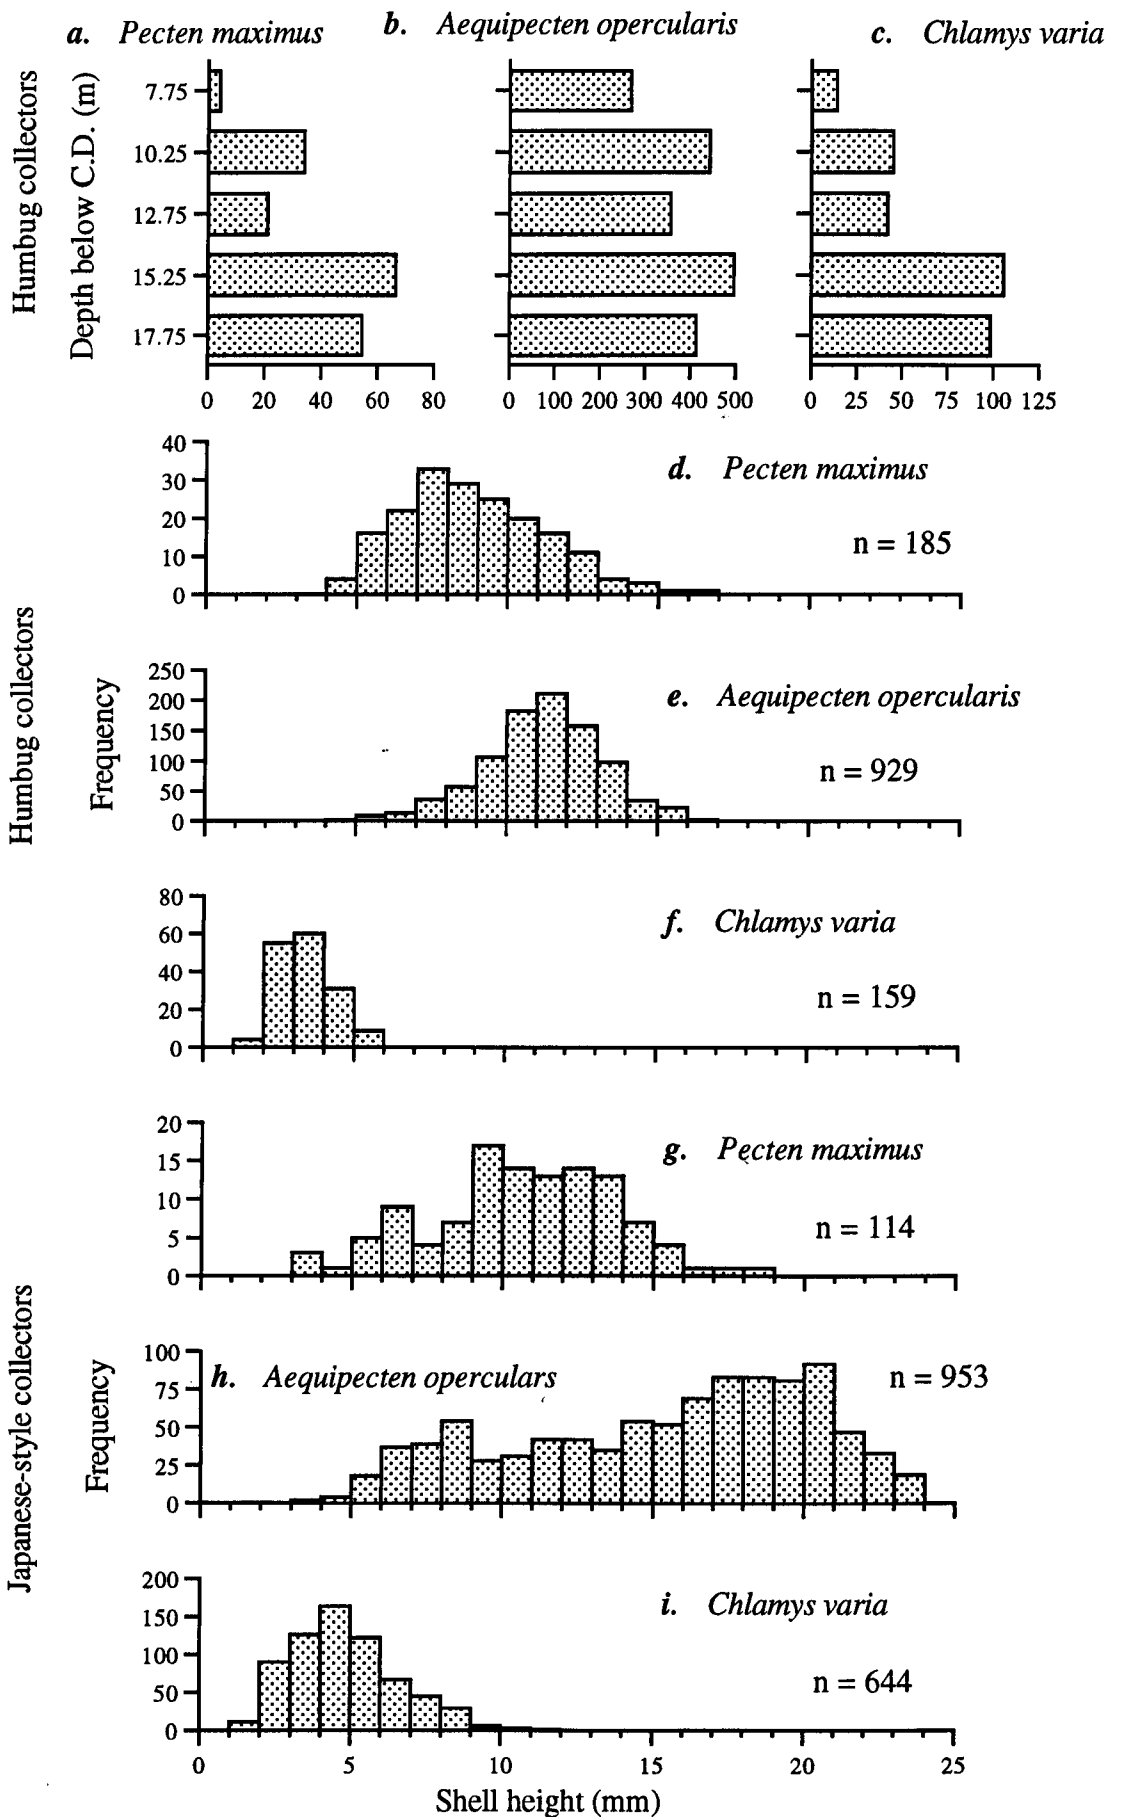 a. Pecten maximus
b. Aequipecten opercularis
c. Chlamys varia
Humbug collectors
Depth below C.D. (m)
7.75
10.25
12.75
15.25
17.75
0 20 40 60 80
0 100 200 300 400 500
0 25 50 75 100 125
Humbug collectors
Frequency
40
30
20
10
0
d. Pecten maximus
n = 185
250
200
150
100
50
0
e. Aequipecten opercularis
n = 929
80
60
40
20
0
f. Chlamys varia
n = 159
Japanese-style collectors
Frequency
20
15
10
5
0
g. Pecten maximus
n = 114
100
75
50
25
0
h. Aequipecten operculars
n = 953
200
150
100
50
0
i. Chlamys varia
n = 644
0 5 10 15 20 25
Shell height (mm)